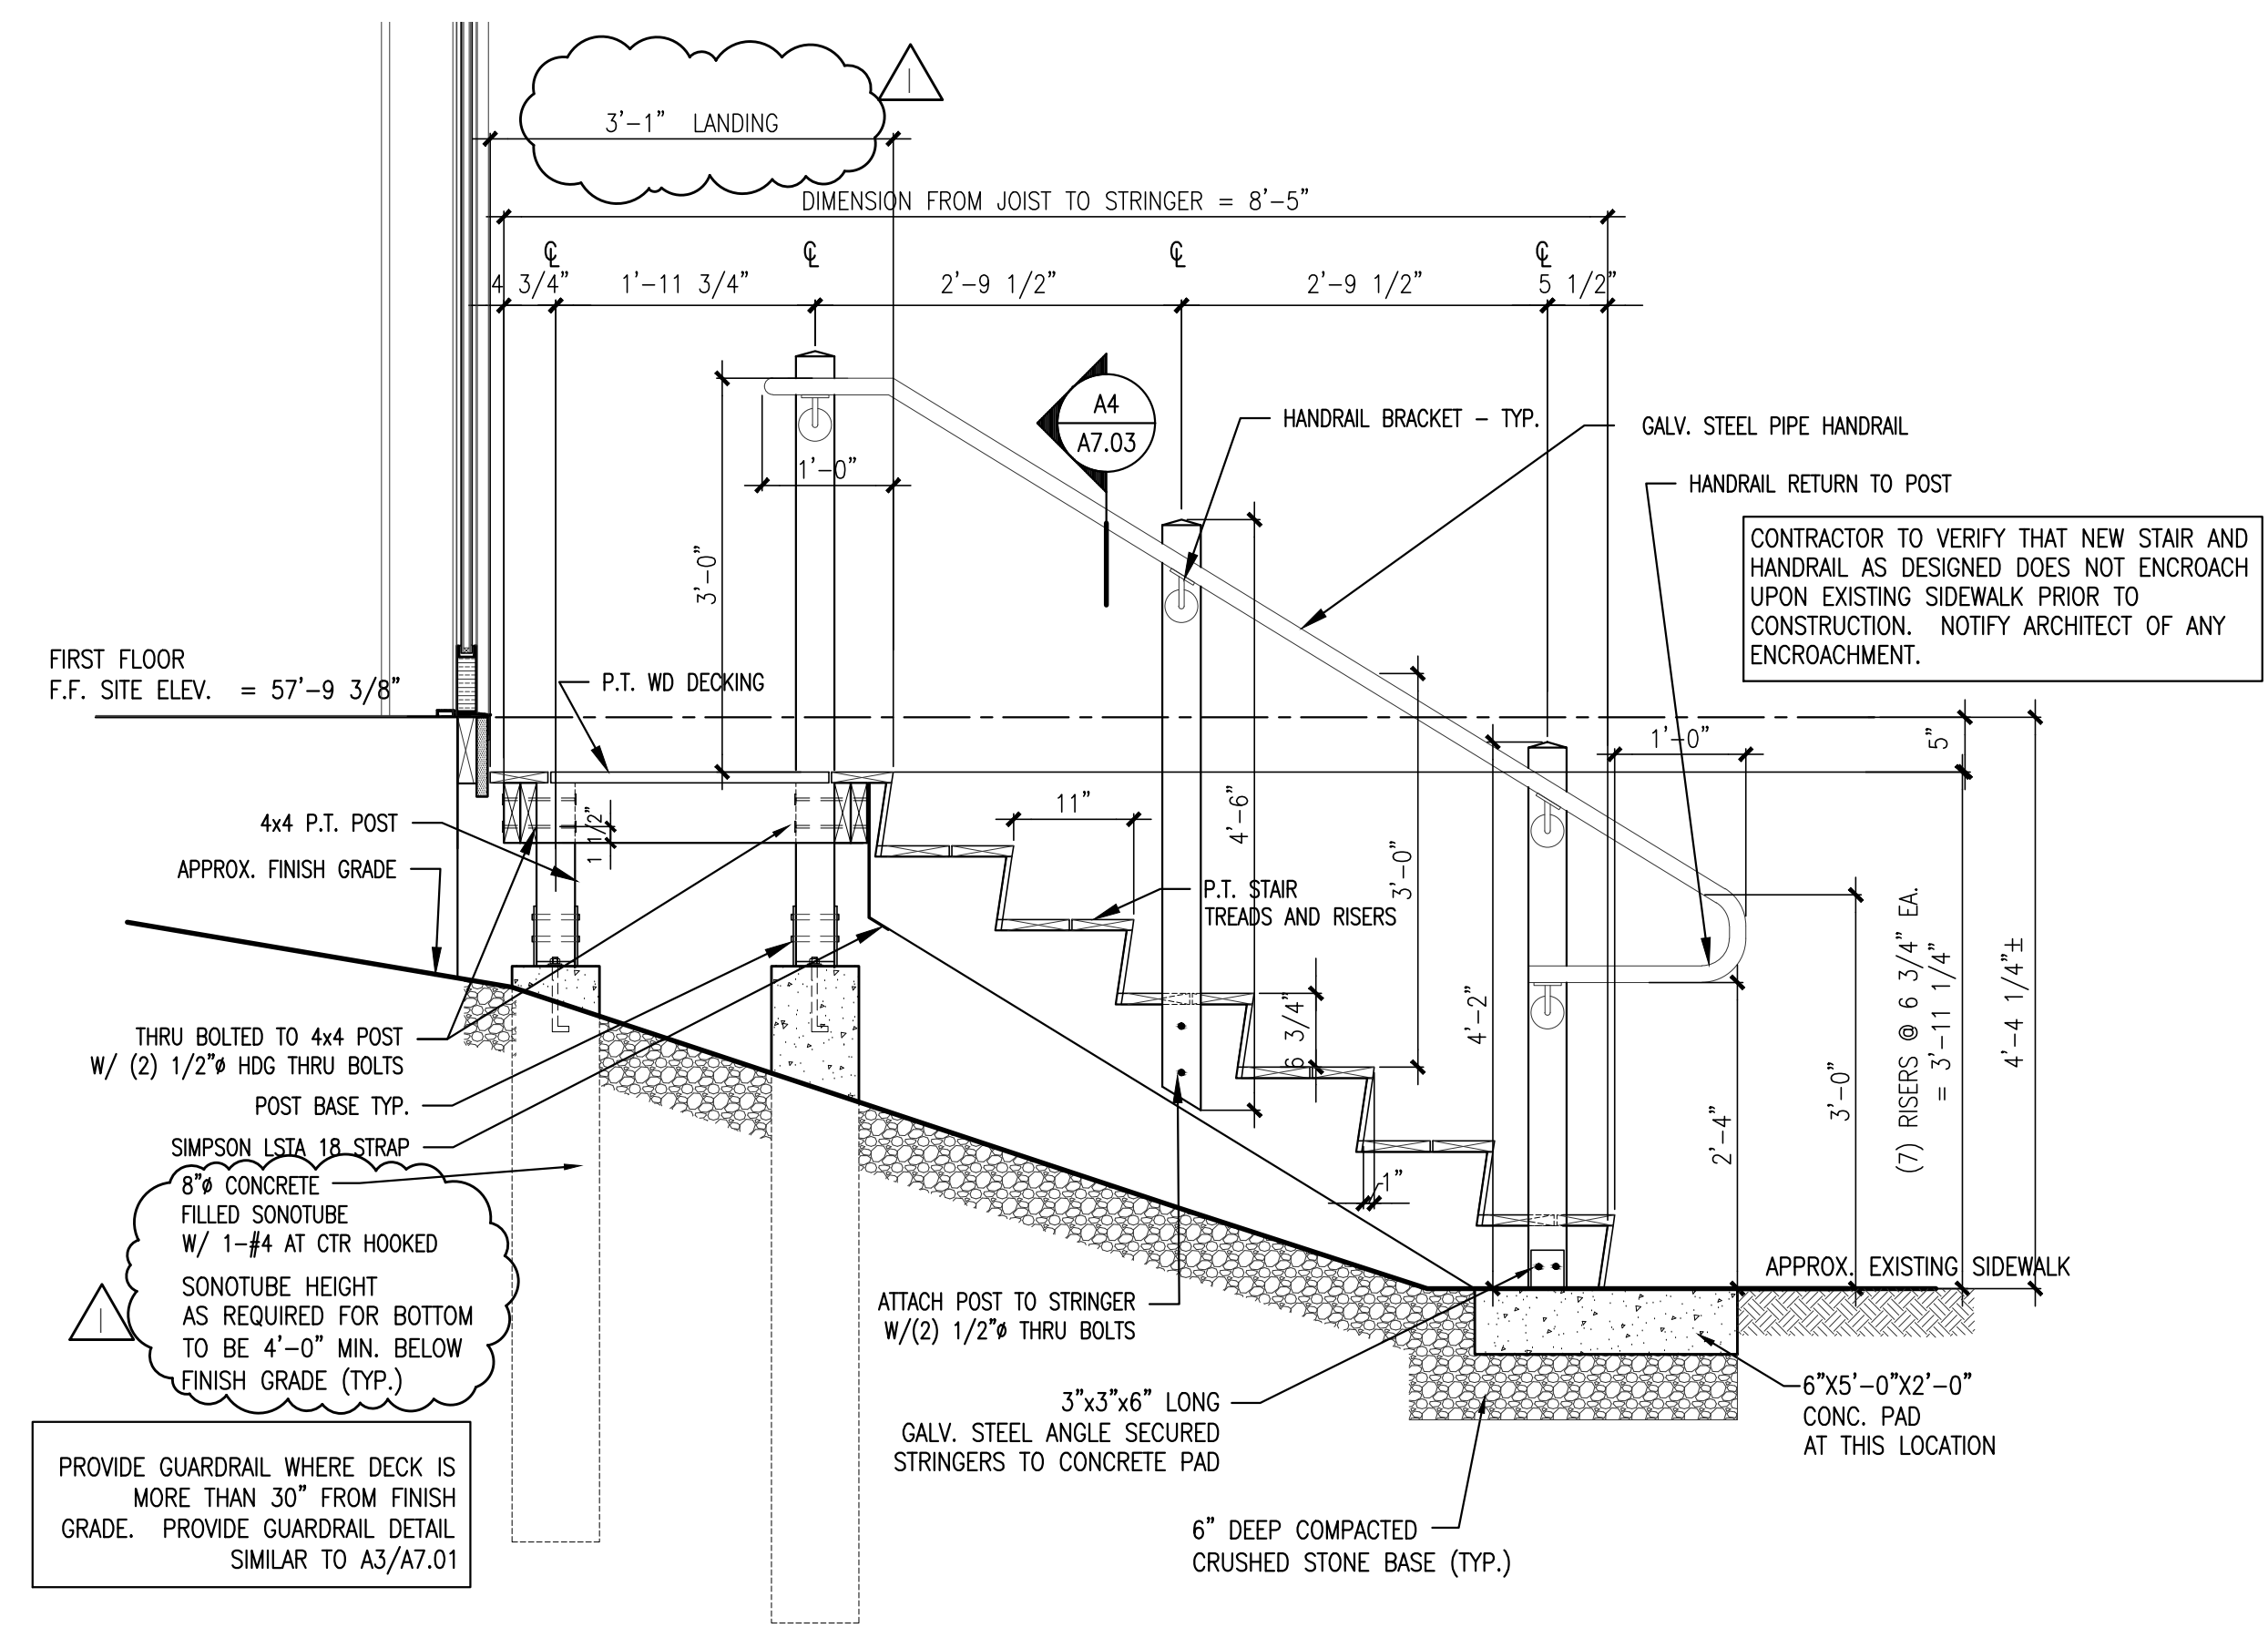 3'-1" LANDING
DIMENSION FROM JOIST TO STRINGER = 8'-5"
℄ ℄ ℄ ℄
4 3/4" 1'-11 3/4" 2'-9 1/2" 2'-9 1/2" 5 1/2"
A4
A7.03
1'-0"
HANDRAIL BRACKET - TYP.
GALV. STEEL PIPE HANDRAIL
HANDRAIL RETURN TO POST
CONTRACTOR TO VERIFY THAT NEW STAIR AND
HANDRAIL AS DESIGNED DOES NOT ENCROACH
UPON EXISTING SIDEWALK PRIOR TO
CONSTRUCTION. NOTIFY ARCHITECT OF ANY
ENCROACHMENT.
3'-0"
FIRST FLOOR
F.F. SITE ELEV. = 57'-9 3/8"
P.T. WD DECKING
1'-0"
5"
11"
4'-6"
3'-0"
4x4 P.T. POST
1 1/2"
APPROX. FINISH GRADE
P.T. STAIR
TREADS AND RISERS
6 3/4"
4'-2"
2'-4"
3'-0"
(7) RISERS @ 6 3/4" EA.
= 3'-11 1/4"
4'-4 1/4"±
THRU BOLTED TO 4x4 POST
W/ (2) 1/2"ø HDG THRU BOLTS
POST BASE TYP.
SIMPSON LSTA 18 STRAP
1"
8"ø CONCRETE
FILLED SONOTUBE
W/ 1-#4 AT CTR HOOKED
SONOTUBE HEIGHT
AS REQUIRED FOR BOTTOM
TO BE 4'-0" MIN. BELOW
FINISH GRADE (TYP.)
APPROX. EXISTING SIDEWALK
ATTACH POST TO STRINGER
W/(2) 1/2"ø THRU BOLTS
3"x3"x6" LONG
GALV. STEEL ANGLE SECURED
STRINGERS TO CONCRETE PAD
6"X5'-0"X2'-0"
CONC. PAD
AT THIS LOCATION
6" DEEP COMPACTED
CRUSHED STONE BASE (TYP.)
PROVIDE GUARDRAIL WHERE DECK IS
MORE THAN 30" FROM FINISH
GRADE. PROVIDE GUARDRAIL DETAIL
SIMILAR TO A3/A7.01